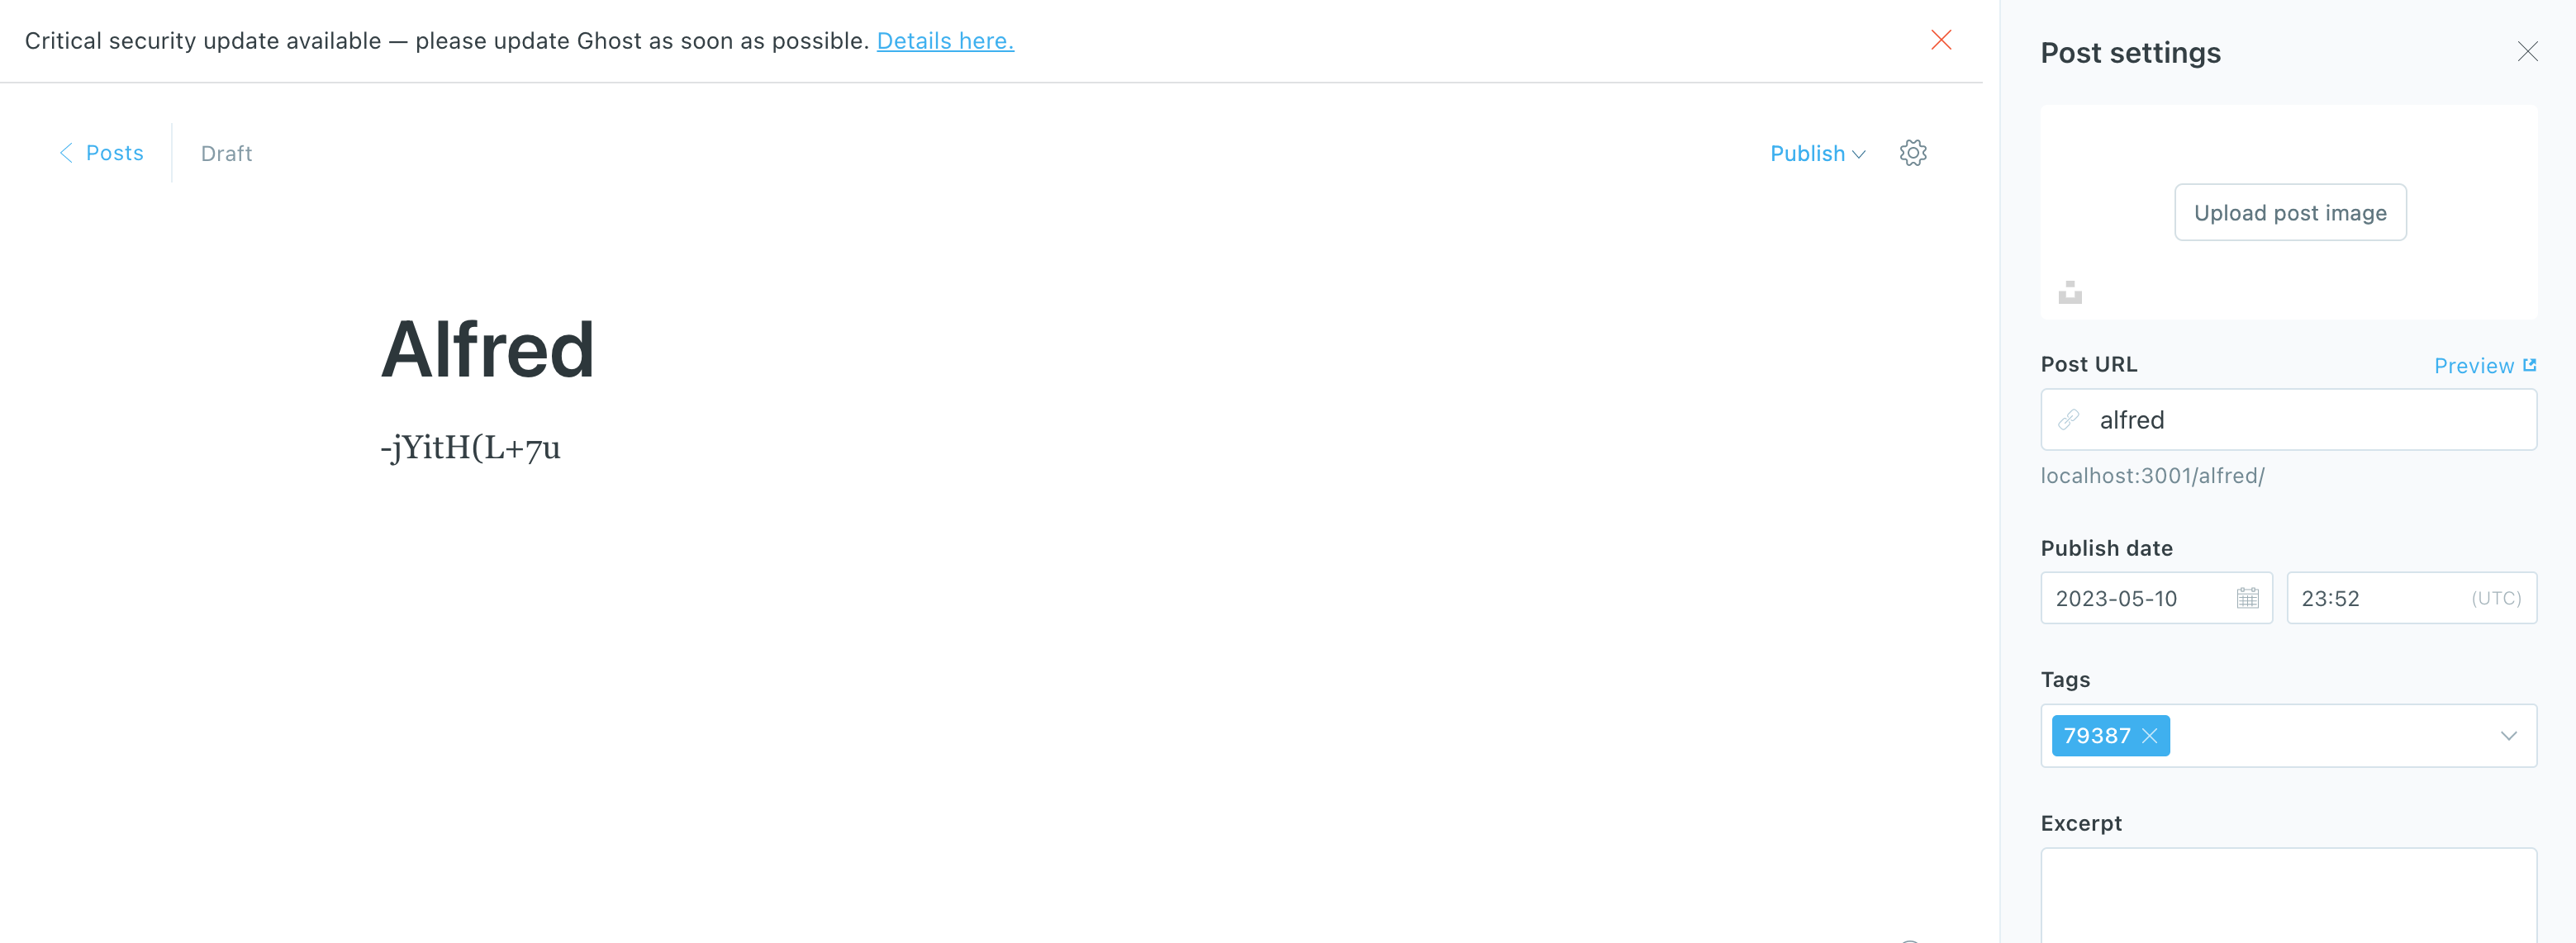 Critical security update available — please update Ghost as soon as possible. Details here.
Posts
Draft
Publish
Alfred
-jYitH(L+7u
Post settings
Upload post image
Post URL
Preview
alfred
localhost:3001/alfred/
Publish date
2023-05-10
23:52
(UTC)
Tags
79387
Excerpt